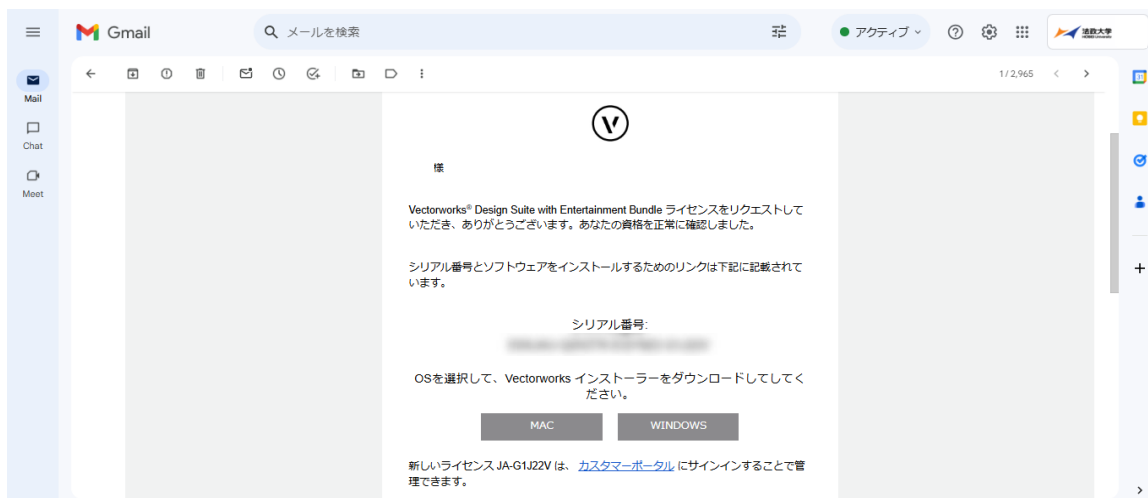 Gmail
メールを検索
アクティブ
法政大学
Mail
Chat
Meet
1/2,965
様
Vectorworks® Design Suite with Entertainment Bundle ライセンスをリクエストして
いただき、ありがとうございます。あなたの資格を正常に確認しました。
シリアル番号とソフトウェアをインストールするためのリンクは下記に記載されて
います。
シリアル番号:
OSを選択して、Vectorworks インストーラーをダウンロードしてしてく
ださい。
MAC
WINDOWS
新しいライセンス JA-G1J22V は、 カスタマーポータル にサインインすることで管
理できます。